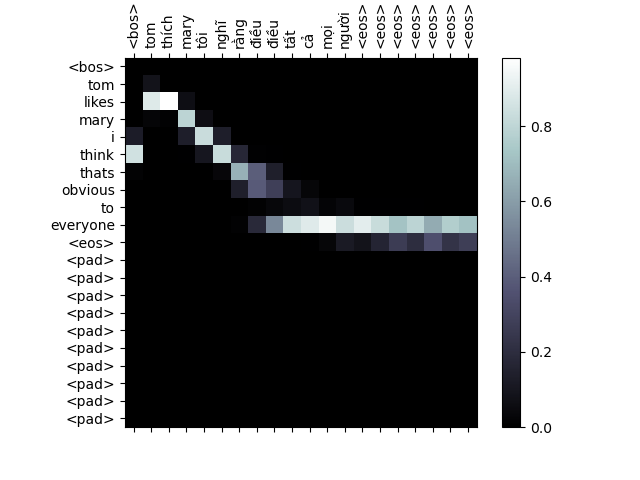 <bos> tom thích mary tôi nghĩ rằng điều điều tất cả mọi người <eos> <eos> <eos> <eos> <eos> <eos> <eos>
<bos>
tom
likes
mary
i
think
thats
obvious
to
everyone
<eos>
<pad>
<pad>
<pad>
<pad>
<pad>
<pad>
<pad>
<pad>
<pad>
<pad>
0.8
0.6
0.4
0.2
0.0